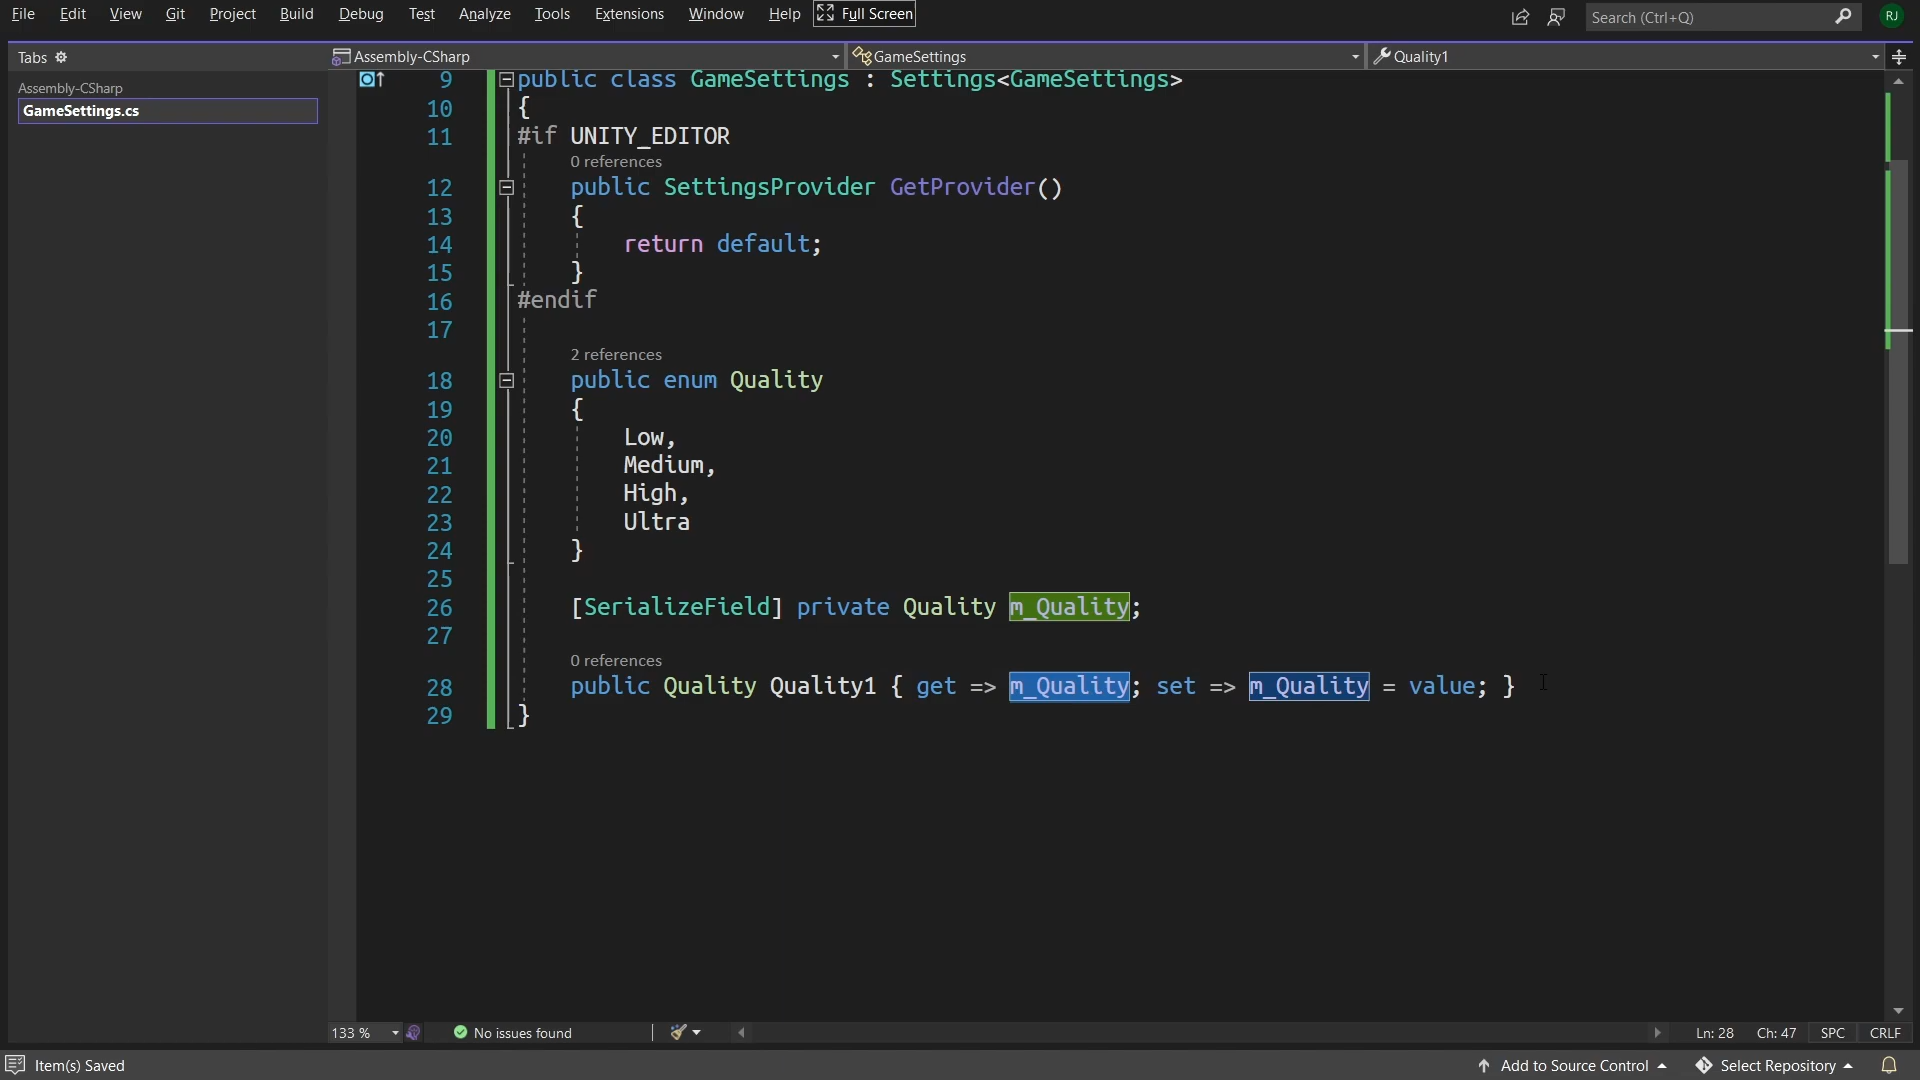 File Edit View Git Project Build Debug Test Analyze Tools Extensions Window Help Full Screen Search (Ctrl+Q) RJ
Tabs Assembly-CSharp GameSettings Quality1
Assembly-CSharp
GameSettings.cs
9 public class GameSettings : Settings<GameSettings>
10 {
11 #if UNITY_EDITOR
0 references
12 public SettingsProvider GetProvider()
13 {
14 return default;
15 }
16 #endif
17
2 references
18 public enum Quality
19 {
20 Low,
21 Medium,
22 High,
23 Ultra
24 }
25
26 [SerializeField] private Quality m_Quality;
27
0 references
28 public Quality Quality1 { get => m_Quality; set => m_Quality = value; }
29 }
133 % No issues found Ln: 28 Ch: 47 SPC CRLF
Item(s) Saved Add to Source Control Select Repository